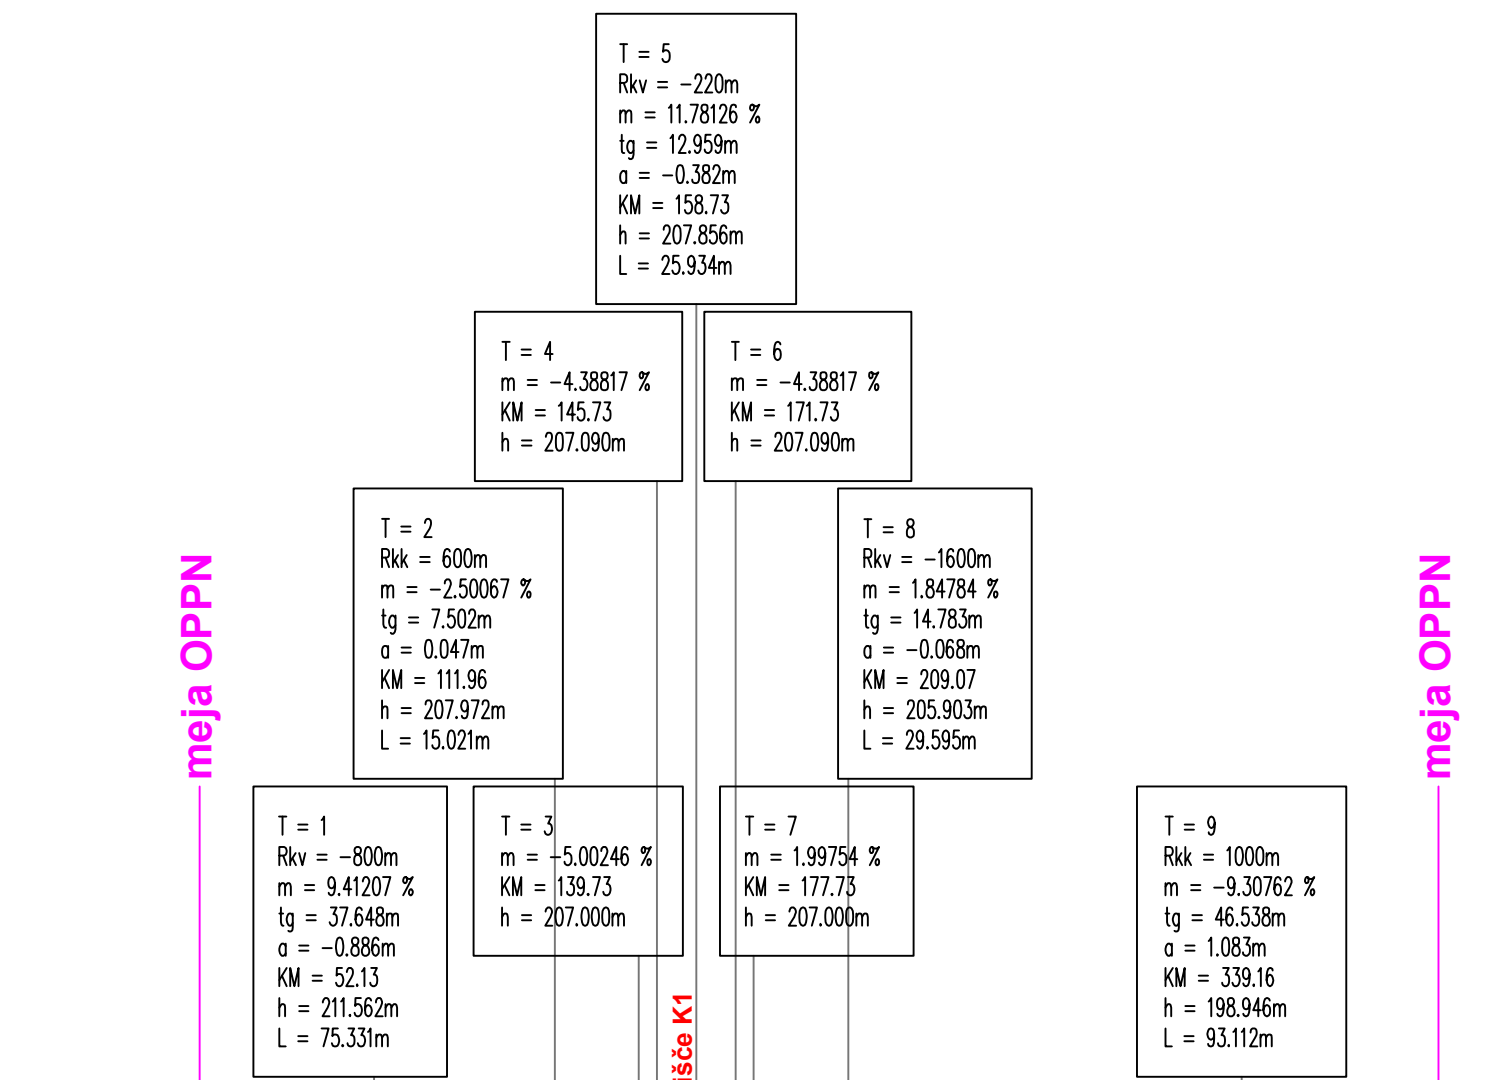 T = 5
Rkv = -220m
m = 11.78126 %
tg = 12.959m
a = -0.382m
KM = 158.73
h = 207.856m
L = 25.934m
T = 4
m = -4.38817 %
KM = 145.73
h = 207.090m
T = 6
m = -4.38817 %
KM = 171.73
h = 207.090m
T = 2
Rkk = 600m
m = -2.50067 %
tg = 7.502m
a = 0.047m
KM = 111.96
h = 207.972m
L = 15.021m
T = 8
Rkv = -1600m
m = 1.84784 %
tg = 14.783m
a = -0.068m
KM = 209.07
h = 205.903m
L = 29.595m
meja OPPN
meja OPPN
T = 1
Rkv = -800m
m = 9.41207 %
tg = 37.648m
a = -0.886m
KM = 52.13
h = 211.562m
L = 75.331m
T = 3
m = -5.00246 %
KM = 139.73
h = 207.000m
T = 7
m = 1.99754 %
KM = 177.73
h = 207.000m
T = 9
Rkk = 1000m
m = -9.30762 %
tg = 46.538m
a = 1.083m
KM = 339.16
h = 198.946m
L = 93.112m
išče K1